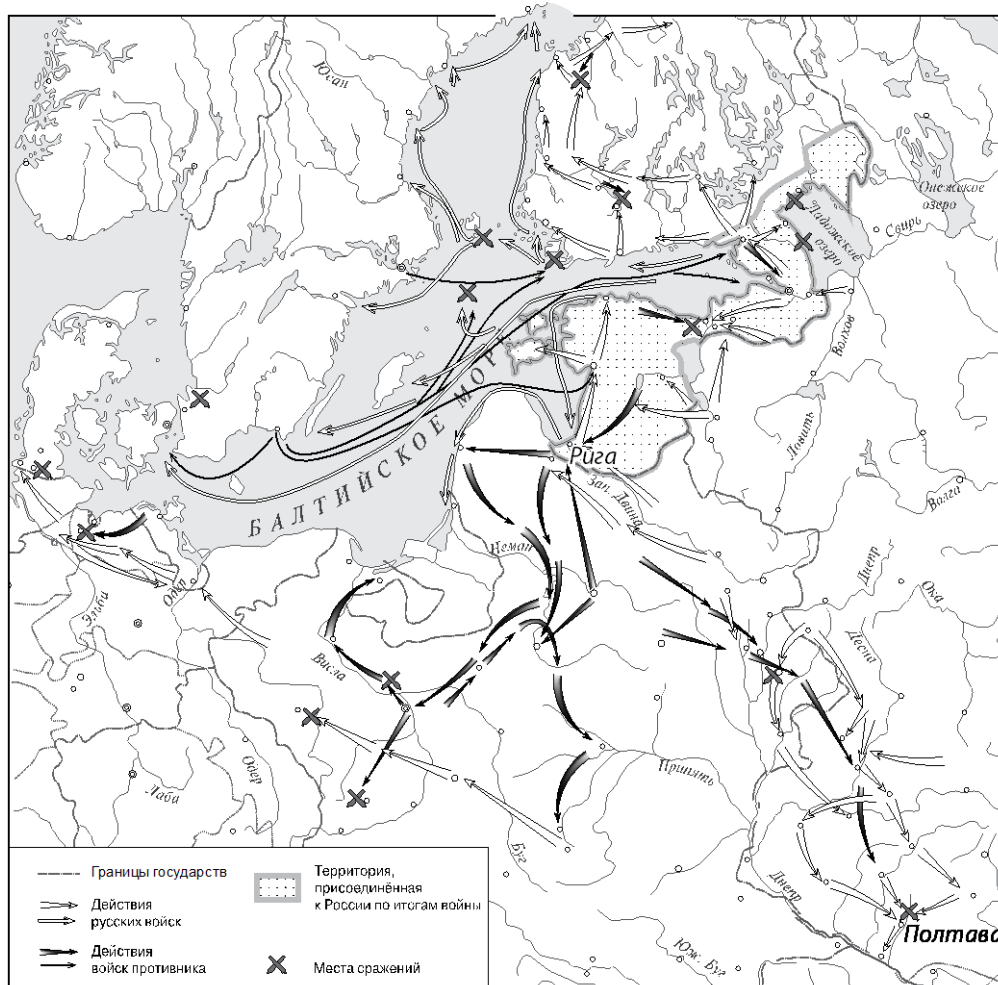 Юган
Онежское
озеро
Свирь
Ладожское
озеро
Волхов
БАЛТИЙСКОЕ МОРЕ
Ловать
Рига
Зап. Двина
Волга
Неман
Днепр
Ока
Эльба
Одер
Десна
Висла
Одер
Лаба
Припять
Буг
Днепр
Полтава
Юж. Буг
Границы государств
Действия
русских войск
Действия
войск противника
Территория,
присоединённая
к России по итогам войны
Места сражений